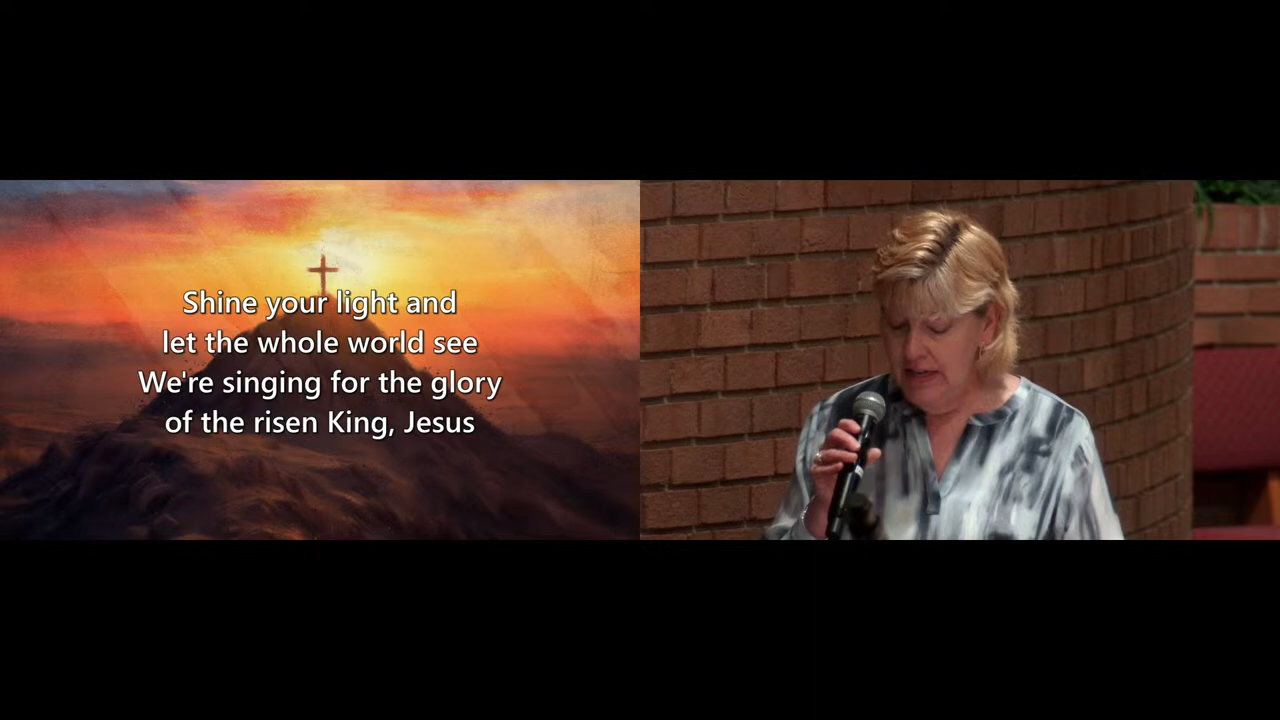 Shine your light and
let the whole world see
We're singing for the glory
of the risen King, Jesus